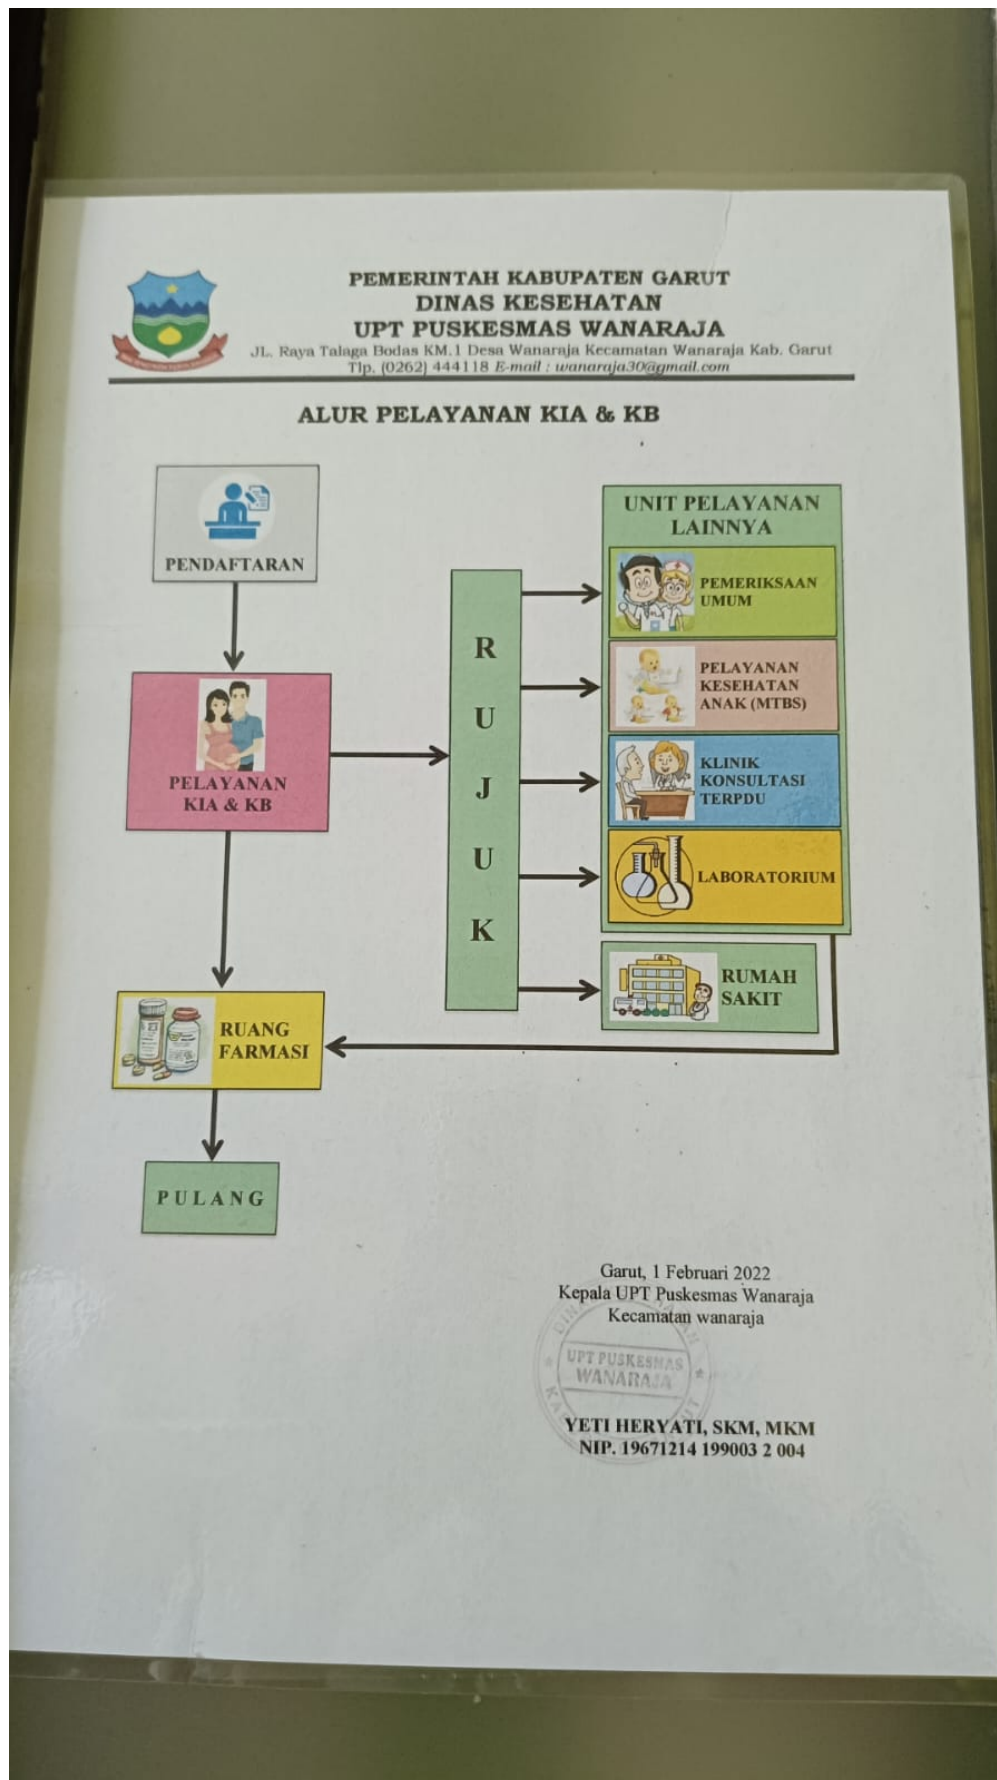 PEMERINTAH KABUPATEN GARUT
DINAS KESEHATAN
UPT PUSKESMAS WANARAJA
JL. Raya Talaga Bodas KM.1 Desa Wanaraja Kecamatan Wanaraja Kab. Garut
Tlp. (0262) 444118 E-mail : wanaraja30@gmail.com
ALUR PELAYANAN KIA & KB
PENDAFTARAN
PELAYANAN
KIA & KB
R
U
J
U
K
UNIT PELAYANAN
LAINNYA
PEMERIKSAAN
UMUM
PELAYANAN
KESEHATAN
ANAK (MTBS)
KLINIK
KONSULTASI
TERPDU
LABORATORIUM
RUMAH
SAKIT
RUANG
FARMASI
PULANG
Garut, 1 Februari 2022
Kepala UPT Puskesmas Wanaraja
Kecamatan wanaraja
UPT PUSKESMAS
WANARAJA
YETI HERYATI, SKM, MKM
NIP. 19671214 199003 2 004